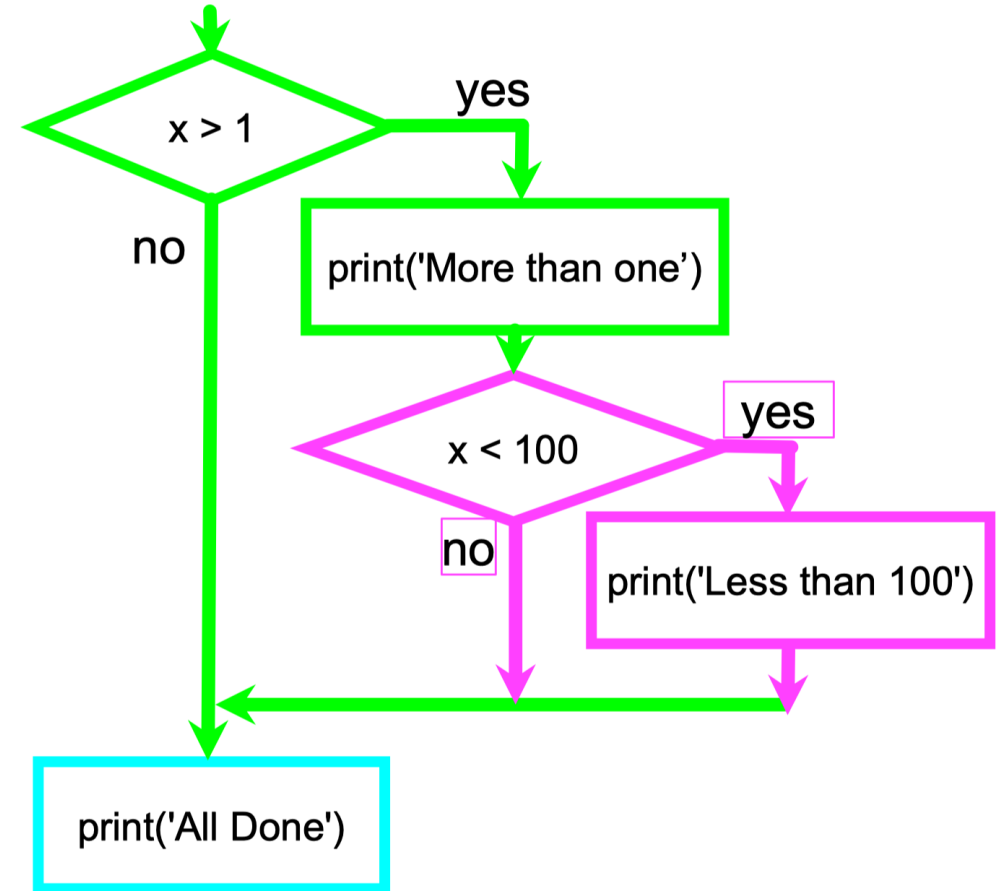 x > 1
yes
no
print('More than one’)
x < 100
yes
no
print('Less than 100')
print('All Done')